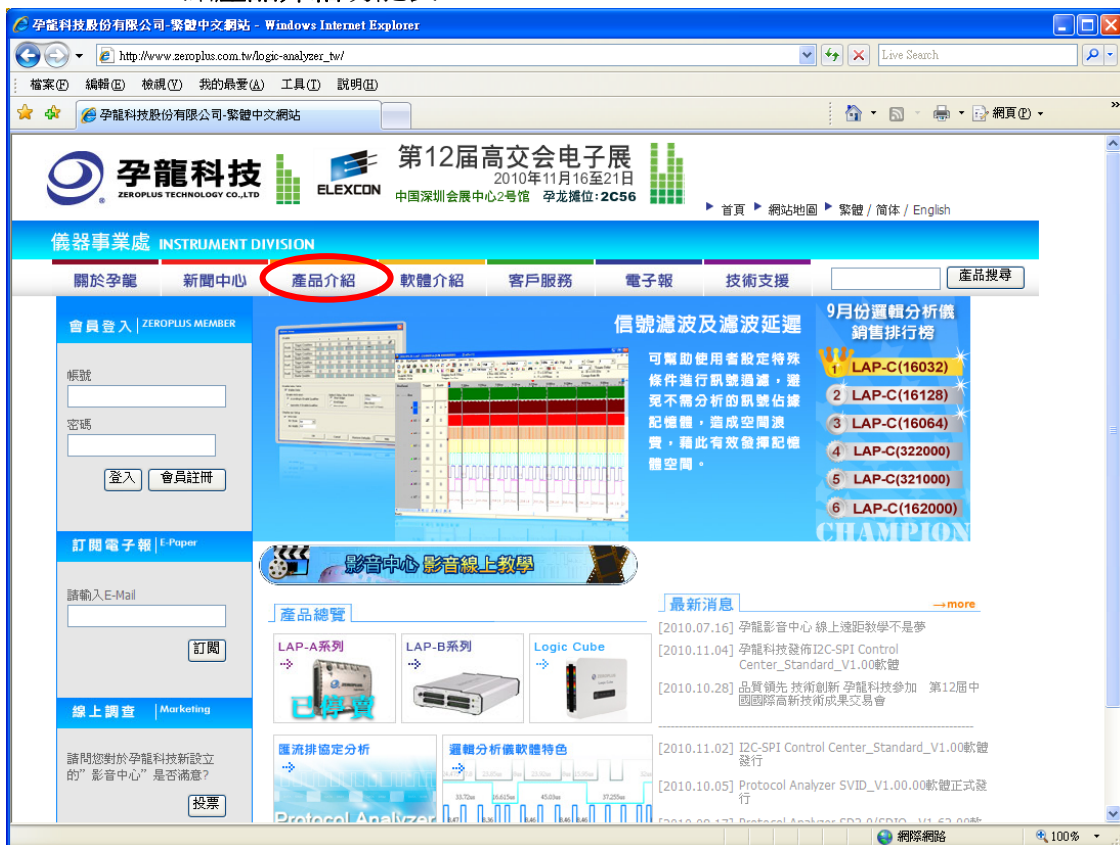 孕龍科技股份有限公司-繁體中文網站 - Windows Internet Explorer
http://www.zeroplus.com.tw/logic-analyzer_tw/
Live Search
檔案(F) 編輯(E) 檢視(V) 我的最愛(A) 工具(T) 說明(H)
孕龍科技股份有限公司-繁體中文網站
網頁(P)
孕龍科技
ZEROPLUS TECHNOLOGY CO.,LTD
ELEXCON
第12届高交会电子展
2010年11月16至21日
中国深圳会展中心2号馆 孕龙摊位:2C56
首頁 網站地圖 繁體 / 简体 / English
儀器事業處 INSTRUMENT DIVISION
關於孕龍 新聞中心 產品介紹 軟體介紹 客戶服務 電子報 技術支援 產品搜尋
會員登入 ZEROPLUS MEMBER
帳號
密碼
登入 會員註冊
信號濾波及濾波延遲
可幫助使用者設定特殊
條件進行訊號過濾，避
免不需分析的訊號佔據
記憶體，造成空間浪
費，藉此有效發揮記憶
體空間。
9月份邏輯分析儀
銷售排行榜
1 LAP-C(16032)
2 LAP-C(16128)
3 LAP-C(16064)
4 LAP-C(322000)
5 LAP-C(321000)
6 LAP-C(162000)
CHAMPION
訂閱電子報 E-Paper
請輸入E-Mail
訂閱
線上調查 Marketing
請問您對於孕龍科技新設立
的”影音中心”是否滿意?
投票
影音中心 影音線上教學
產品總覽
LAP-A系列
已停賣
LAP-B系列
Logic Cube
匯流排協定分析
Protocol Analyzer
邏輯分析儀軟體特色
最新消息
→more
[2010.07.16] 孕龍影音中心 線上遠距教學不是夢
[2010.11.04] 孕龍科技發佈I2C-SPI Control
Center_Standard_V1.00軟體
[2010.10.28] 品質領先 技術創新 孕龍科技參加 第12屆中
國國際高新技術成果交易會
[2010.11.02] I2C-SPI Control Center_Standard_V1.00軟體
發行
[2010.10.05] Protocol Analyzer SVID_V1.00.00軟體正式發
行
網際網路
100%